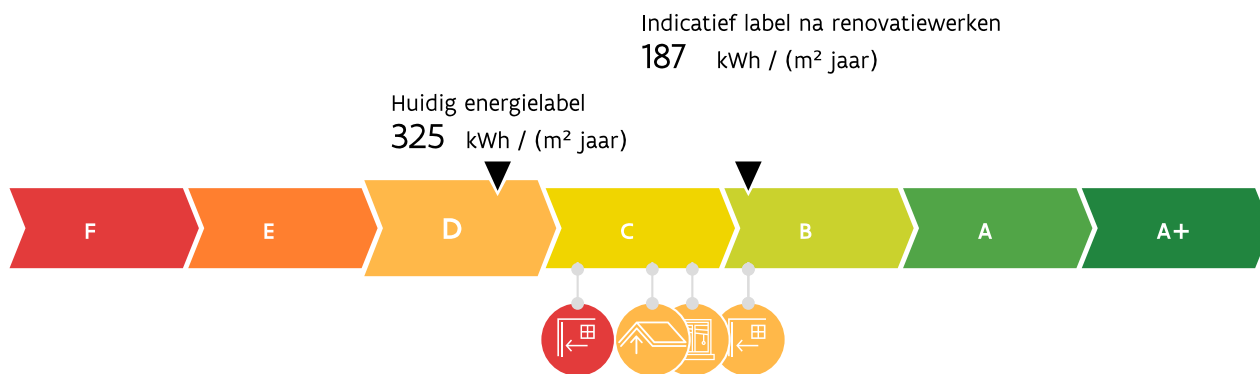 Indicatief label na renovatiewerken
187 kWh / (m² jaar)
Huidig energielabel
325 kWh / (m² jaar)
F E D C B A A+